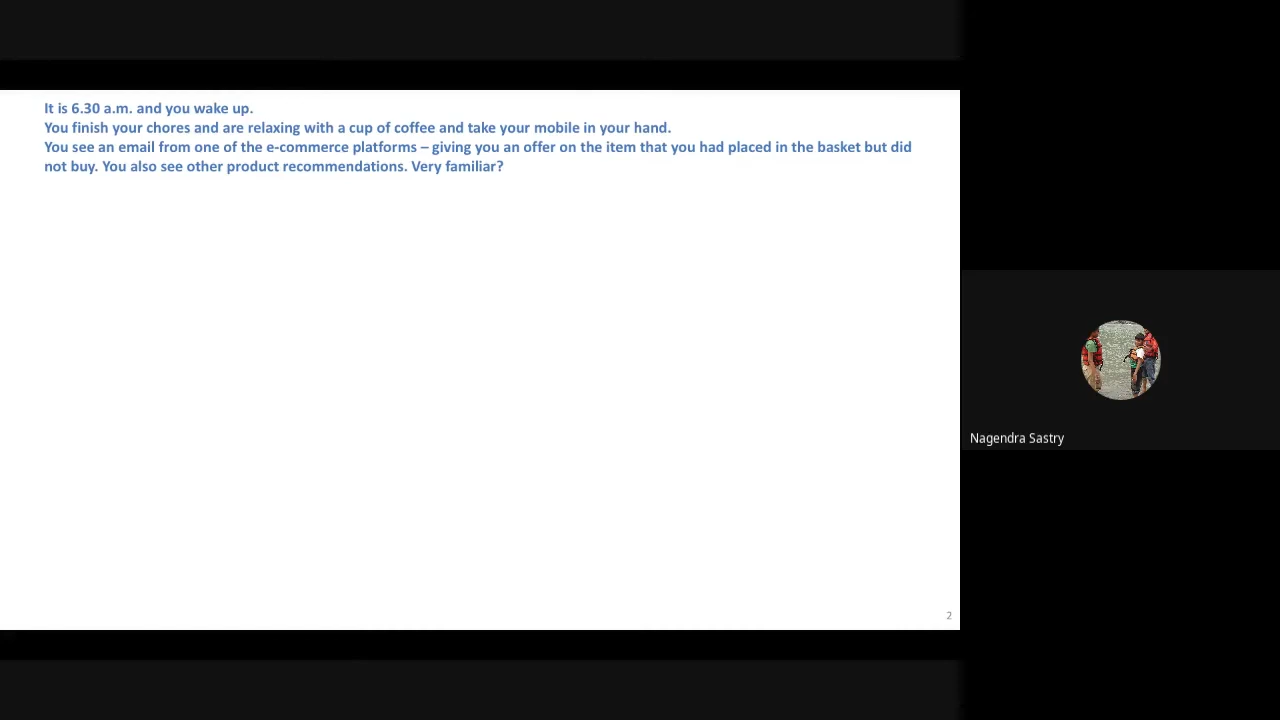 It is 6.30 a.m. and you wake up.
You finish your chores and are relaxing with a cup of coffee and take your mobile in your hand.
You see an email from one of the e-commerce platforms – giving you an offer on the item that you had placed in the basket but did
not buy. You also see other product recommendations. Very familiar?
Nagendra Sastry
2